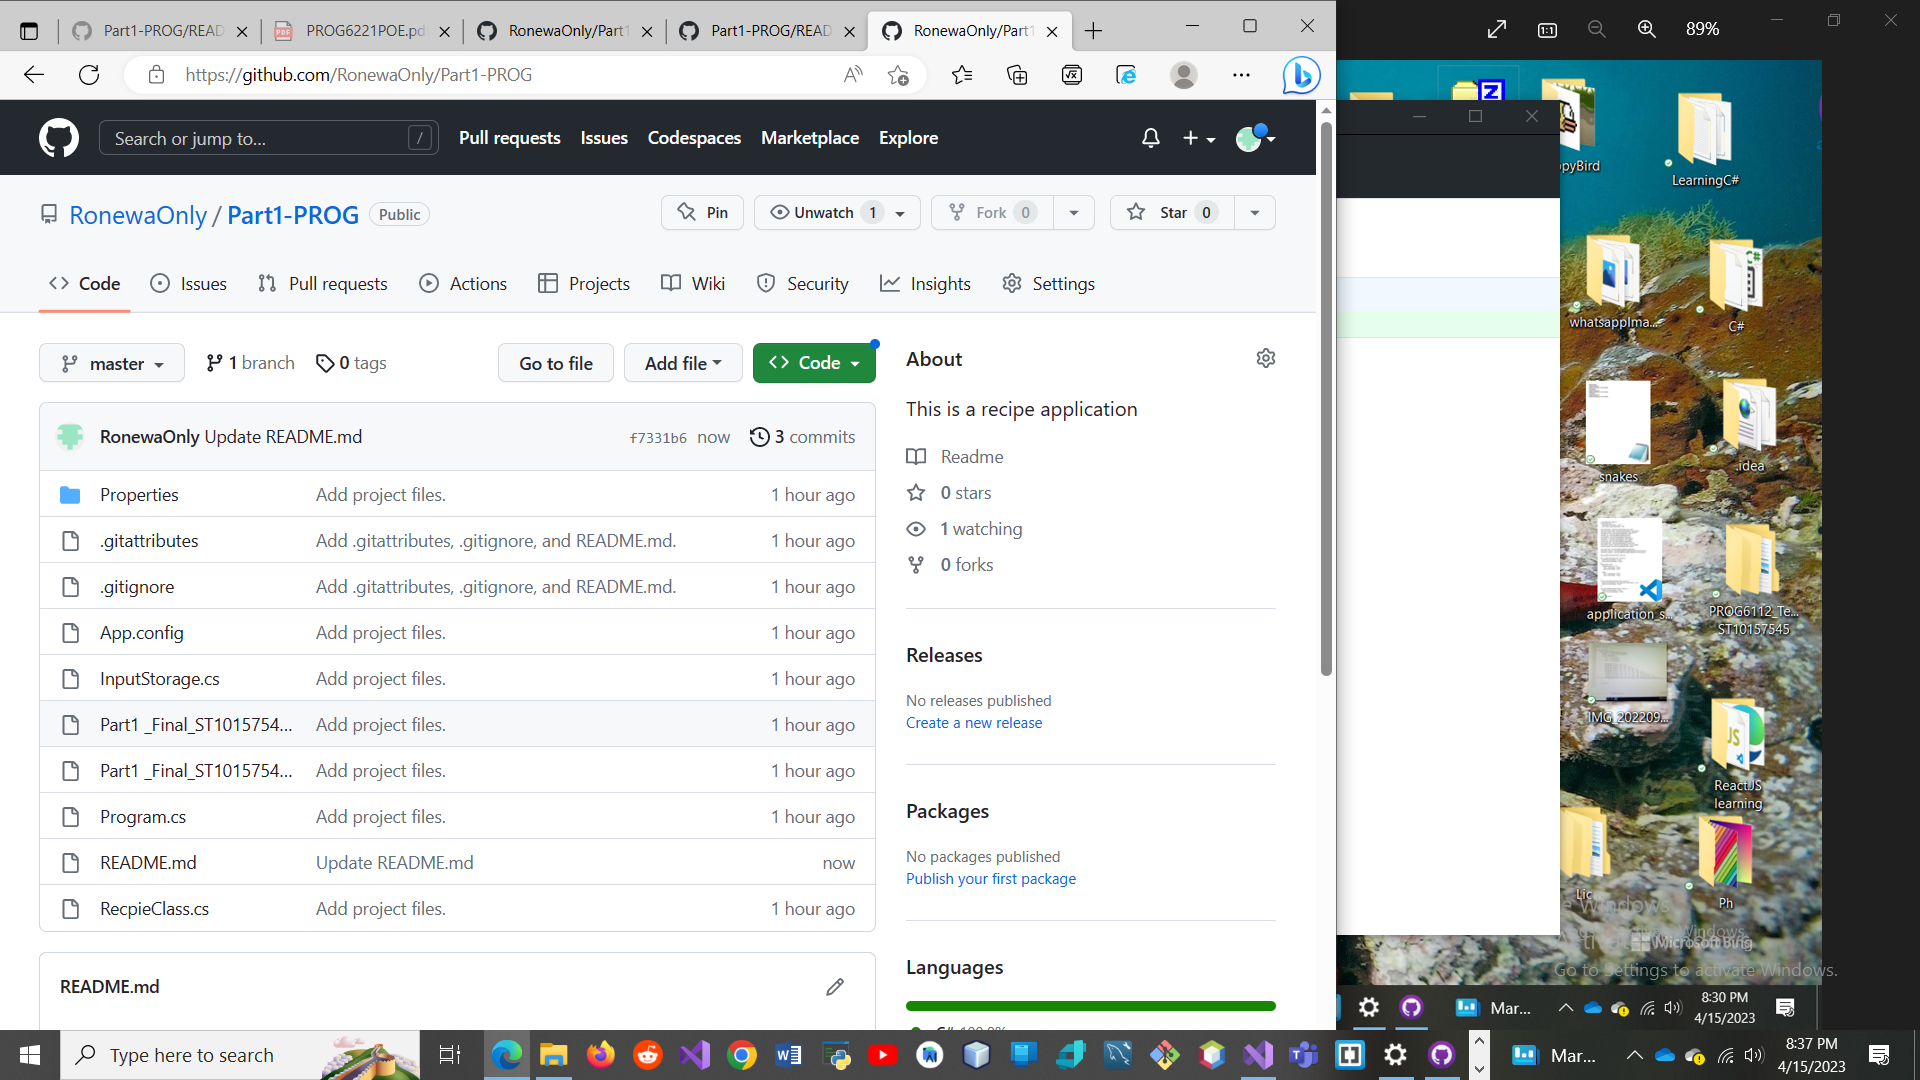 Part1-PROG/READ
PROG6221POE.pd
RonewaOnly/Part1
Part1-PROG/READ
RonewaOnly/Part1
https://github.com/RonewaOnly/Part1-PROG
89%
Search or jump to...
/
Pull requests
Issues
Codespaces
Marketplace
Explore
RonewaOnly / Part1-PROG
Public
Pin
Unwatch 1
Fork 0
Star 0
Code
Issues
Pull requests
Actions
Projects
Wiki
Security
Insights
Settings
master
1 branch
0 tags
Go to file
Add file
Code
RonewaOnly Update README.md
f7331b6 now
3 commits
Properties
Add project files.
1 hour ago
.gitattributes
Add .gitattributes, .gitignore, and README.md.
1 hour ago
.gitignore
Add .gitattributes, .gitignore, and README.md.
1 hour ago
App.config
Add project files.
1 hour ago
InputStorage.cs
Add project files.
1 hour ago
Part1 _Final_ST1015754...
Add project files.
1 hour ago
Part1 _Final_ST1015754...
Add project files.
1 hour ago
Program.cs
Add project files.
1 hour ago
README.md
Update README.md
now
RecpieClass.cs
Add project files.
1 hour ago
README.md
About
This is a recipe application
Readme
0 stars
1 watching
0 forks
Releases
No releases published
Create a new release
Packages
No packages published
Publish your first package
Languages
C# 100.0%
pyBird
LearningC#
whatsappIma...
C#
snakes
.idea
application_s...
PROG6112_Te...
ST10157545
IMG_202209...
ReactJS
learning
Lic
Ph
Microsoft Bing
Go to Settings to activate Windows.
Mar...
8:30 PM
4/15/2023
Type here to search
Mar...
8:37 PM
4/15/2023